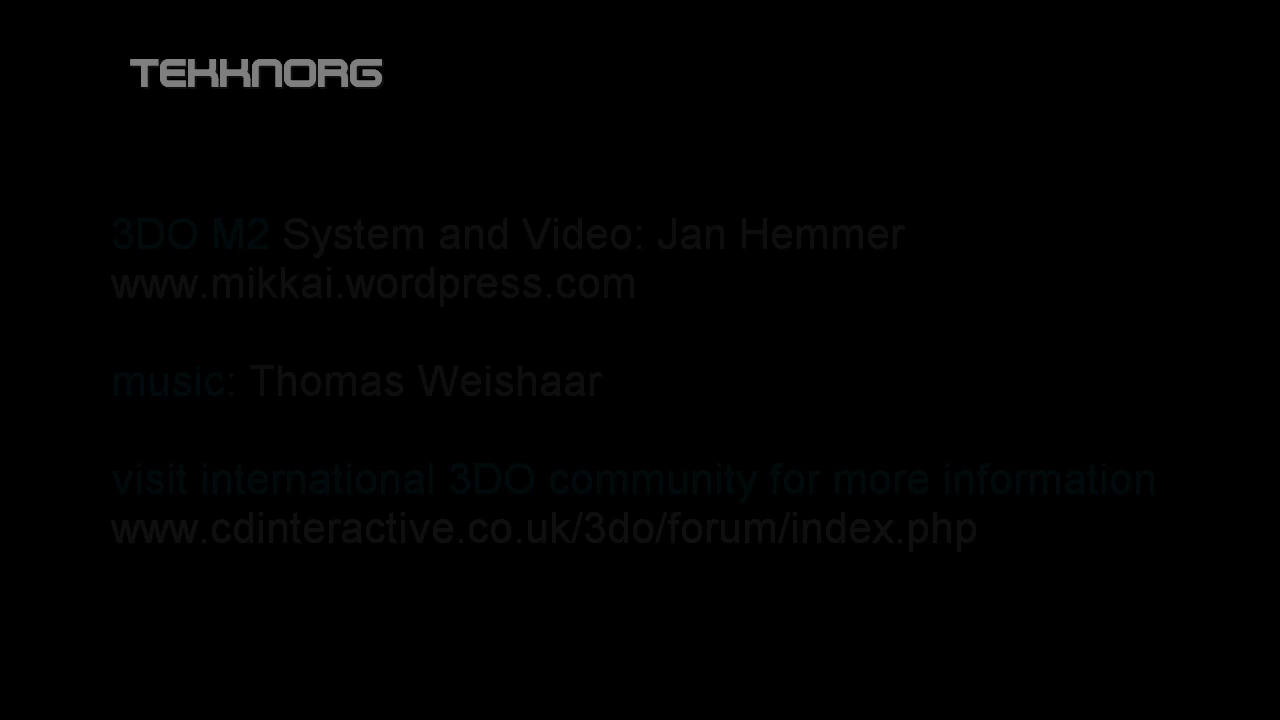 TEKKNORG
3DO M2 System and Video: Jan Hemmer
www.mikkai.wordpress.com
music: Thomas Weishaar
visit international 3DO community for more information
www.cdinteractive.co.uk/3do/forum/index.php